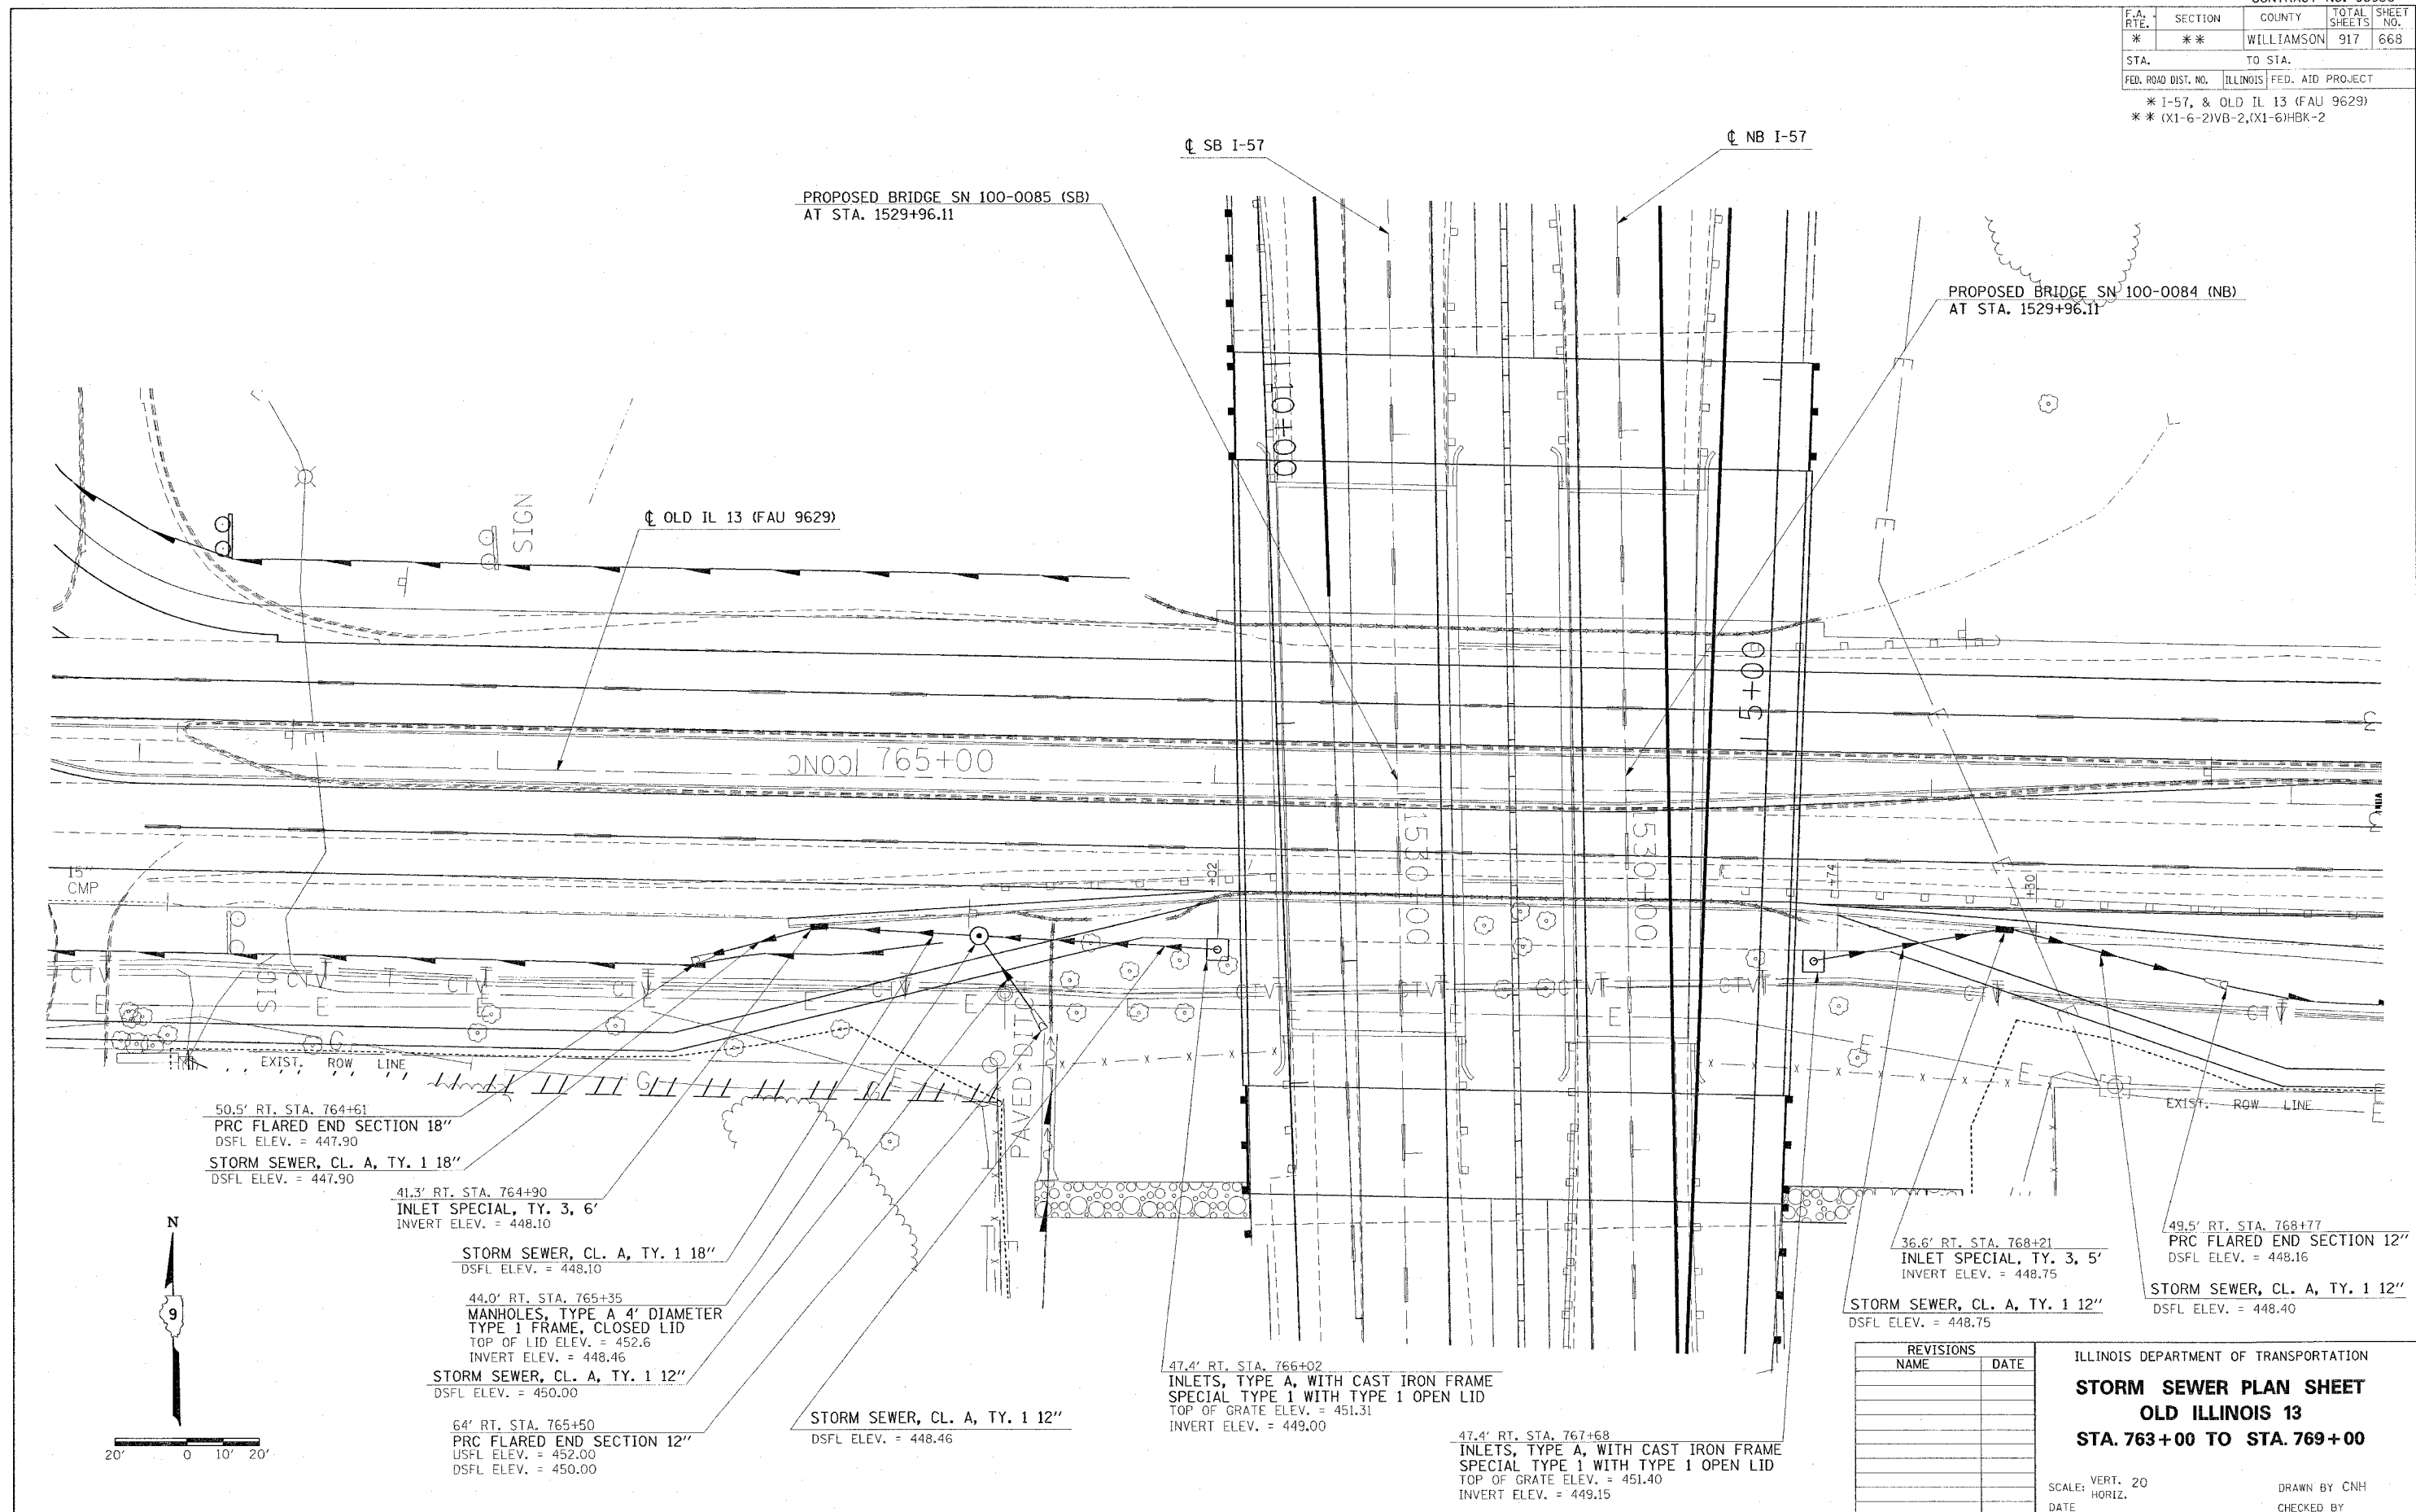 F.A. RTE. SECTION COUNTY TOTAL SHEETS SHEET NO.
* ** WILLIAMSON 917 668
STA. TO STA.
FED. ROAD DIST. NO. ILLINOIS FED. AID PROJECT
* I-57, & OLD IL 13 (FAU 9629)
** (X1-6-2)VB-2,(X1-6)HBK-2
℄ SB I-57
℄ NB I-57
PROPOSED BRIDGE SN 100-0085 (SB)
AT STA. 1529+96.11
PROPOSED BRIDGE SN 100-0084 (NB)
AT STA. 1529+96.11
10+00
SIGN
℄ OLD IL 13 (FAU 9629)
15+00
CONC 765+00
1530+00
1530+00
15"
CMP
+02
+74
+30
CTV T CTV T CTV T CTV T CTV T CTV T CTV T CTV T CTV T CTV T
E E E E E E E E
G G G
PAVED DITCH
EXIST. ROW LINE
EXIST. ROW LINE
50.5' RT. STA. 764+61
PRC FLARED END SECTION 18"
DSFL ELEV. = 447.90
STORM SEWER, CL. A, TY. 1 18"
DSFL ELEV. = 447.90
41.3' RT. STA. 764+90
INLET SPECIAL, TY. 3, 6'
INVERT ELEV. = 448.10
STORM SEWER, CL. A, TY. 1 18"
DSFL ELEV. = 448.10
44.0' RT. STA. 765+35
MANHOLES, TYPE A 4' DIAMETER
TYPE 1 FRAME, CLOSED LID
TOP OF LID ELEV. = 452.6
INVERT ELEV. = 448.46
STORM SEWER, CL. A, TY. 1 12"
DSFL ELEV. = 450.00
64' RT. STA. 765+50
PRC FLARED END SECTION 12"
USFL ELEV. = 452.00
DSFL ELEV. = 450.00
STORM SEWER, CL. A, TY. 1 12"
DSFL ELEV. = 448.46
47.4' RT. STA. 766+02
INLETS, TYPE A, WITH CAST IRON FRAME
SPECIAL TYPE 1 WITH TYPE 1 OPEN LID
TOP OF GRATE ELEV. = 451.31
INVERT ELEV. = 449.00
47.4' RT. STA. 767+68
INLETS, TYPE A, WITH CAST IRON FRAME
SPECIAL TYPE 1 WITH TYPE 1 OPEN LID
TOP OF GRATE ELEV. = 451.40
INVERT ELEV. = 449.15
36.6' RT. STA. 768+21
INLET SPECIAL, TY. 3, 5'
INVERT ELEV. = 448.75
STORM SEWER, CL. A, TY. 1 12"
DSFL ELEV. = 448.75
49.5' RT. STA. 768+77
PRC FLARED END SECTION 12"
DSFL ELEV. = 448.16
STORM SEWER, CL. A, TY. 1 12"
DSFL ELEV. = 448.40
N
9
20' 0 10' 20'
REVISIONS
NAME DATE
ILLINOIS DEPARTMENT OF TRANSPORTATION
STORM SEWER PLAN SHEET
OLD ILLINOIS 13
STA. 763+00 TO STA. 769+00
SCALE: VERT. 20
HORIZ.
DATE
DRAWN BY CNH
CHECKED BY